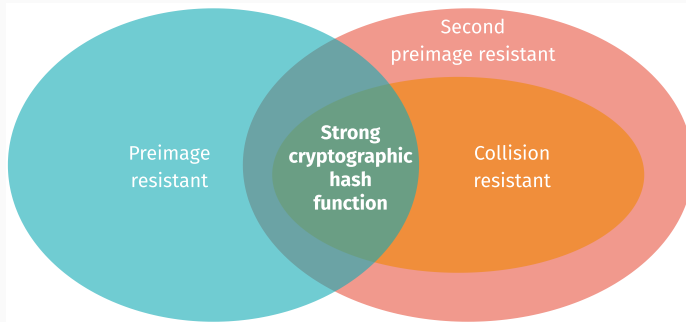 Second
preimage resistant
Preimage
resistant
Strong
cryptographic
hash
function
Collision
resistant